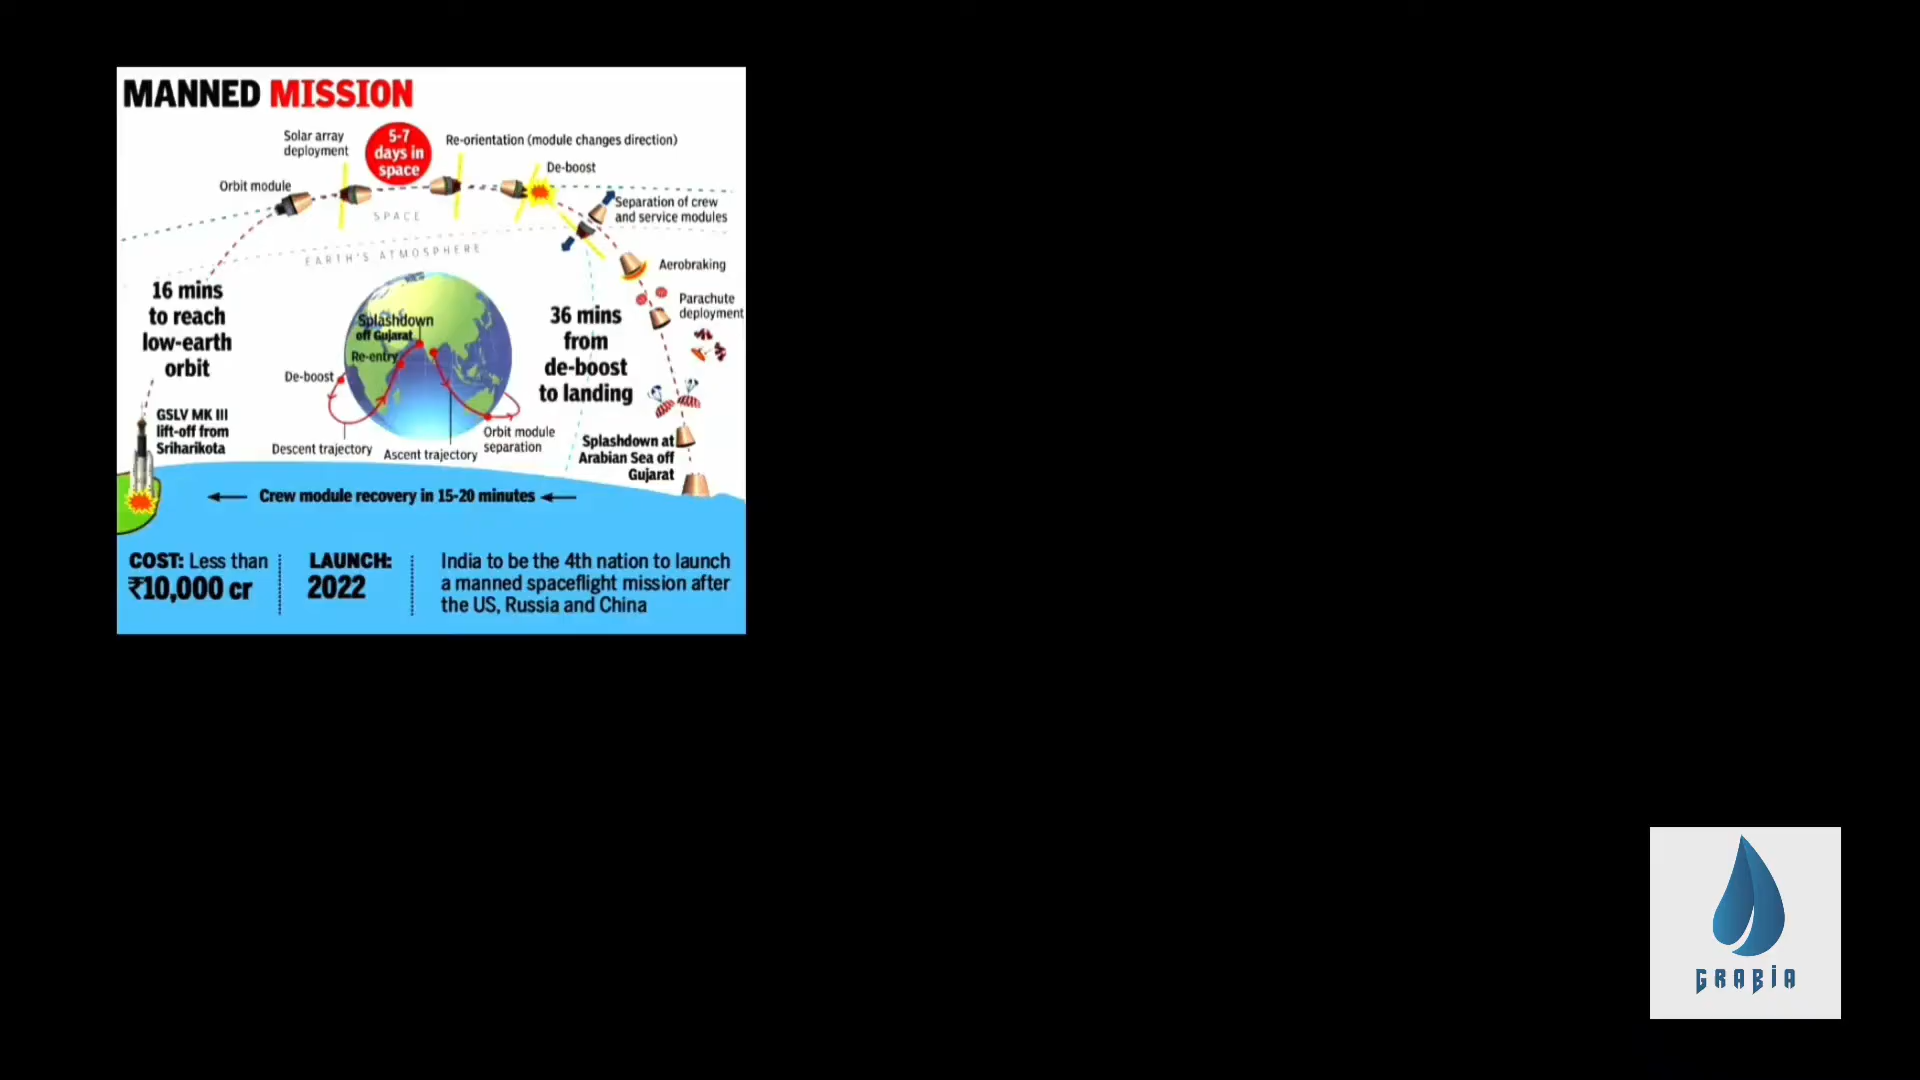 MANNED MISSION
Solar array
deployment
5-7
days in
space
Re-orientation (module changes direction)
De-boost
Orbit module
Separation of crew
and service modules
SPACE
EARTH'S ATMOSPHERE
Aerobraking
Parachute
deployment
16 mins
to reach
low-earth
orbit
Splashdown
off Gujarat
Re-entry
De-boost
36 mins
from
de-boost
to landing
GSLV MK III
lift-off from
Sriharikota
Descent trajectory
Ascent trajectory
Orbit module
separation
Splashdown at
Arabian Sea off
Gujarat
Crew module recovery in 15-20 minutes
COST: Less than
₹10,000 cr
LAUNCH:
2022
India to be the 4th nation to launch
a manned spaceflight mission after
the US, Russia and China
GRABIA